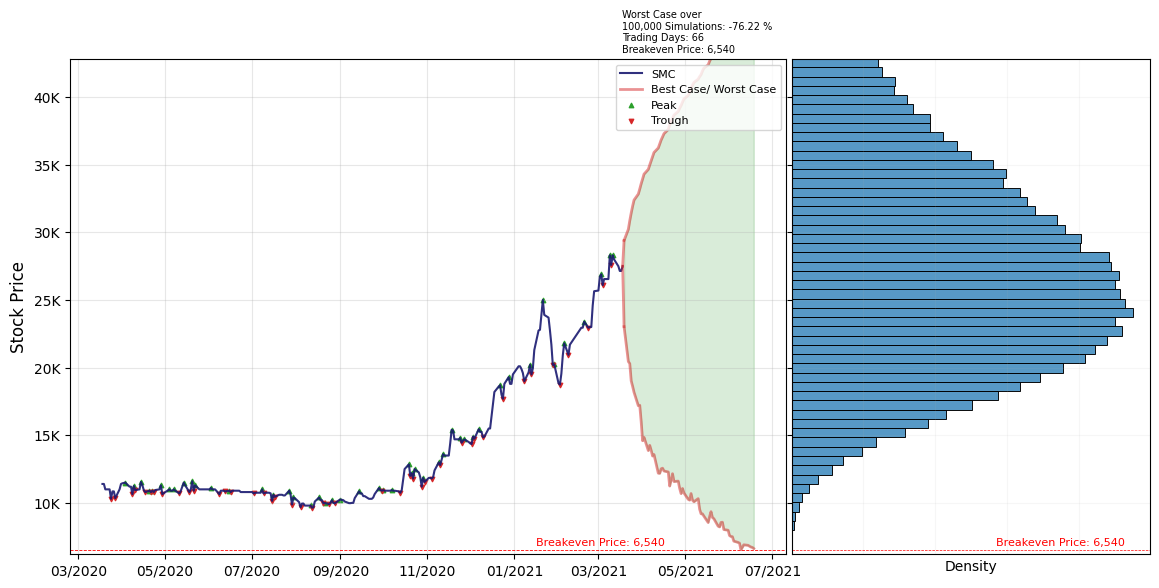 Worst Case over
100,000 Simulations: -76.22 %
Trading Days: 66
Breakeven Price: 6,540
SMC
Best Case/ Worst Case
Peak
Trough
40K
35K
30K
25K
20K
15K
10K
Stock Price
Breakeven Price: 6,540
Breakeven Price: 6,540
03/2020
05/2020
07/2020
09/2020
11/2020
01/2021
03/2021
05/2021
07/2021
Density